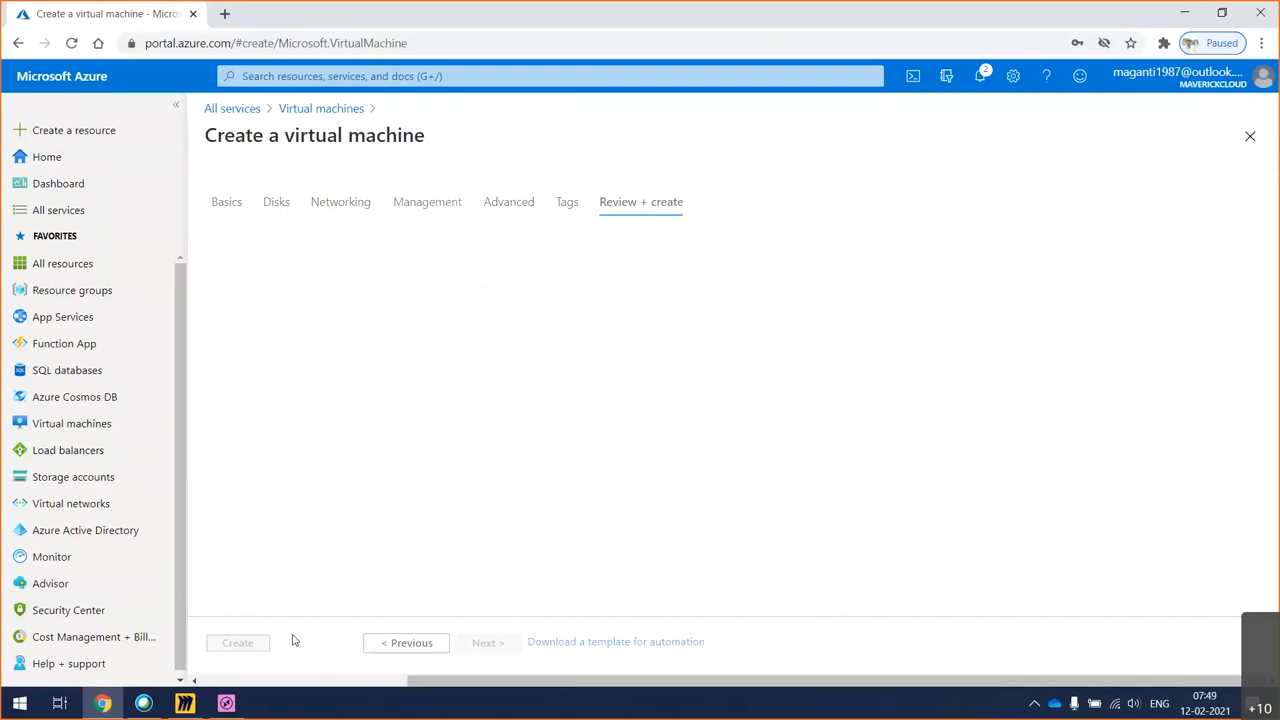 Create a virtual machine - Micros
portal.azure.com/#create/Microsoft.VirtualMachine
Paused
Microsoft Azure
Search resources, services, and docs (G+/)
2
maganti1987@outlook....
MAVERICKCLOUD
All services > Virtual machines >
Create a virtual machine
Create a resource
Home
Dashboard
All services
FAVORITES
All resources
Resource groups
App Services
Function App
SQL databases
Azure Cosmos DB
Virtual machines
Load balancers
Storage accounts
Virtual networks
Azure Active Directory
Monitor
Advisor
Security Center
Cost Management + Bill...
Help + support
Basics Disks Networking Management Advanced Tags Review + create
Create < Previous Next > Download a template for automation
ENG
07:49
12-02-2021
+10